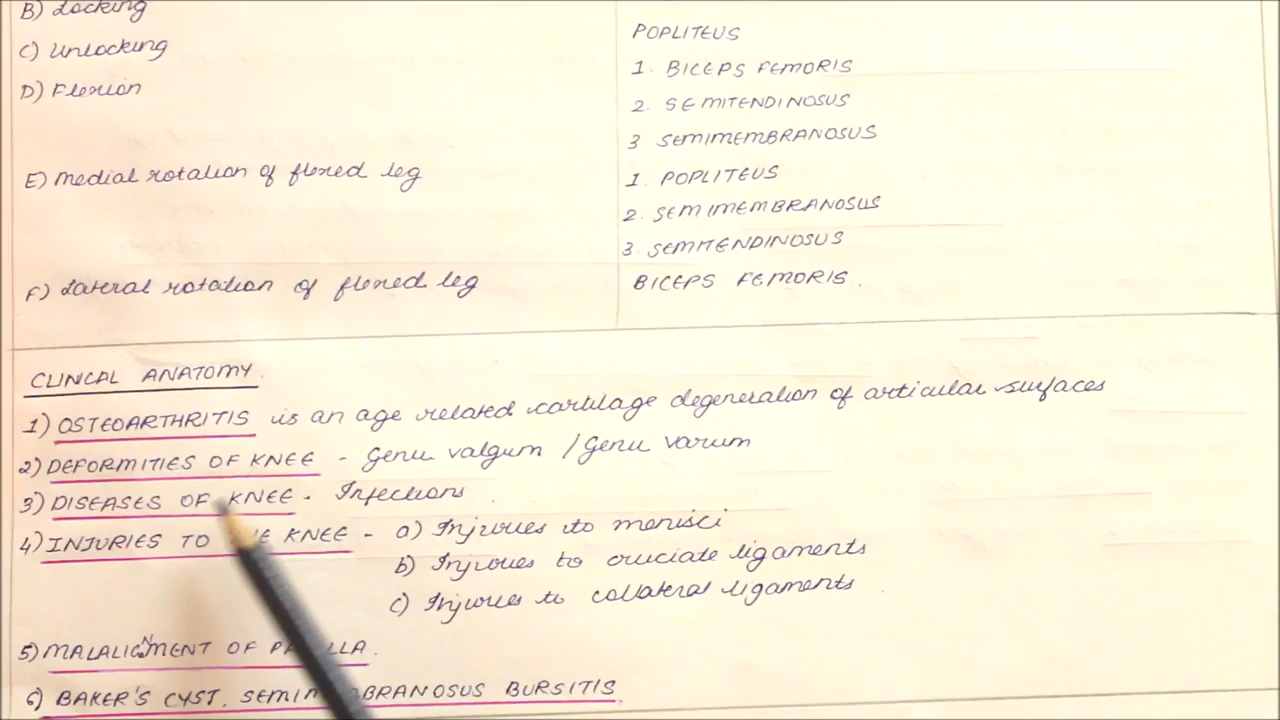 B) Locking
C) Unlocking
D) Flexion
E) Medial rotation of flexed leg
F) Lateral rotation of flexed leg
POPLITEUS
1. BICEPS FEMORIS
2. SEMITENDINOSUS
3 SEMIMEMBRANOSUS
1. POPLITEUS
2. SEMIMEMBRANOSUS
3. SEMITENDINOSUS
BICEPS FEMORIS.
CLINCAL ANATOMY.
1) OSTEOARTHRITIS is an age related cartilage degeneration of articular surfaces
2) DEFORMITIES OF KNEE - Genu valgum / Genu varum
3) DISEASES OF KNEE - Infections.
4) INJURIES TO THE KNEE - a) Injuries to menisci
b) Injuries to cruciate ligaments
c) Injuries to collateral ligaments
5) MALALIGNMENT OF PATELLA.
6) BAKER'S CYST, SEMIMEMBRANOSUS BURSITIS.